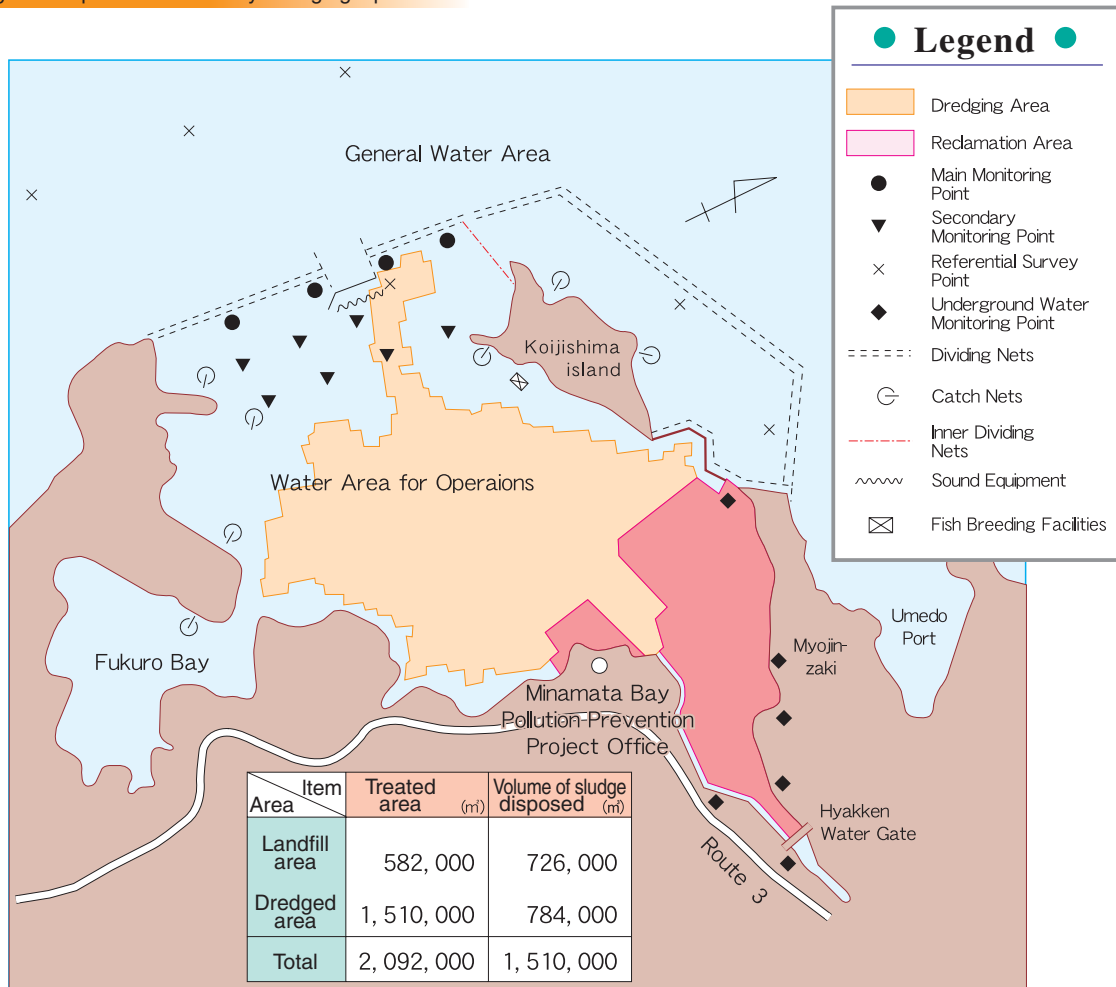 Legend
Dredging Area
Reclamation Area
Main Monitoring
Point
Secondary
Monitoring Point
Referential Survey
Point
Underground Water
Monitoring Point
Dividing Nets
Catch Nets
Inner Dividing
Nets
Sound Equipment
Fish Breeding Facilities
General Water Area
Koijishima
island
Water Area for Operaions
Fukuro Bay
Umedo
Port
Myojin-
zaki
Minamata Bay
Pollution-Prevention
Project Office
Hyakken
Water Gate
Route 3
Item
Area
Treated
area (㎡)
Volume of sludge
disposed (㎡)
Landfill
area 582, 000 726, 000
Dredged
area 1, 510, 000 784, 000
Total 2, 092, 000 1, 510, 000